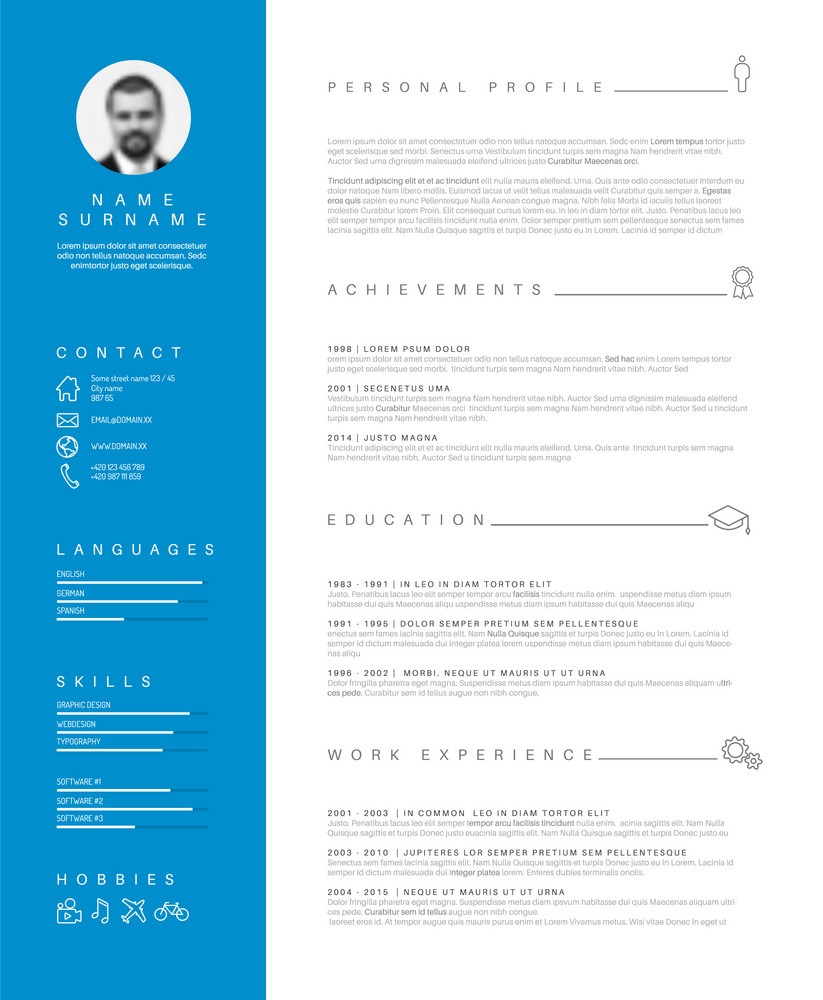 NAME
SURNAME
Lorem ipsum dolor sit amet consectetuer
odio non tellus natoque accumsan. Sedc
enimtortor justo eget scelerisque.
CONTACT
Some street name 123 / 45
City name
987 65
EMAIL@DOMAIN.XX
WWW.DOMAIN.XX
+420 123 456 789
+420 987 111 859
LANGUAGES
ENGLISH
GERMAN
SPANISH
SKILLS
GRAPHIC DESIGN
WEBDESIGN
TYPOGRAPHY
SOFTWARE #1
SOFTWARE #2
SOFTWARE #3
HOBBIES
PERSONAL PROFILE
Lorem ipsum dolor sit amet consectetuer odio non tellus natoque accumsan. Sedc enim Lorem tempus tortor
justo eget scelerisque sed morbi. Senectus urna Vestibulum tincidunt turpis sem magna Nam hendrerit vitae nibh.
Auctor Sed urna dignissim malesuada eleifend ultrices justo Curabitur Maecenas orci.
Tincidunt adipiscing elit et et ac tincidunt elit nulla mauris eleifend, Urna. Quis ante odio consectetuer interdum eu
dolor natoque Nam libero mollis. Euismod lacus ut velit tellus malesuada velit Curabitur quis semper a. Egestas
eros quis sapien eu nunc Pellentesque Nulla Aenean congue magna. Nibh felis Morbi id iaculis tellus laoreet
molestie Curabitur lorem Proin. Elit consequat cursus lorem eu. In leo in diam tortor elit. Justo. Penatibus lacus leo
elit semper tempor arcu facilisis tincidunt nulla enim. Dolor semper pretium sem pellentesque senectus sem fames
lacinia sagittis elit. Nam Nulla Quisque sagittis et turpis Donec justo eu In Lorem. Lacinia id semper id dictum
ACHIEVEMENTS
1998 | LOREM PSUM DOLOR
orem ipsum dolor sit amet consectetuer odio non tellus natoque accumsan. Sed hac enim Lorem tempus tortor
justo eget scelerisque sed morbi. tincidunt turpis sem magna Nam hendrerit vitae nibh. Auctor Sed
2001 | SECENETUS UMA
Vestibulum tincidunt turpis sem magna Nam hendrerit vitae nibh. Auctor Sed urna dignissim malesuada eleifend
ultrices justo Curabitur Maecenas orci tincidunt turpis sem magna Nam hendrerit vitae nibh. Auctor Sed u tincidunt
turpis sem magna Nam hendrerit vitae nibh.
2014 | JUSTO MAGNA
Tincidunt adipiscing elit et et ac tincidunt elit nulla mauris eleifend, Urna. Quis ante tincidunt turpis sem magna
Nam hendrerit vitae nibh. Auctor Sed u tincidunt turpis sem magna
EDUCATION
1983 - 1991 | IN LEO IN DIAM TORTOR ELIT
Justo. Penatibus lacus leo elit semper tempor arcu facilisis tincidunt nulla enim. uspendisse metus diam ipsum
habitasse dui quis Maecenas aliqu uspendisse metus diam ipsum habitasse dui quis Maecenas aliqu
1991 - 1995 | DOLOR SEMPER PRETIUM SEM PELLENTESQUE
enectus sem fames lacinia sagittis elit. Nam Nulla Quisque sagittis et turpis Donec justo eu In Lorem. Lacinia id
semper id dictum malesuada dui integer platea lorem uspendisse metus diam ipsum habitasse dui quis Maece-
nas aliqu
1996 - 2002 | MORBI. NEQUE UT MAURIS UT UT URNA
Dolor fringilla pharetra eget magna. Suspendisse metus diam ipsum habitasse dui quis Maecenas aliquam ultri-
ces pede. Curabitur sem id tellus augue non nibh congue.
WORK EXPERIENCE
2001 - 2003 | IN COMMON LEO IN DIAM TORTOR ELIT
Justo. Penatibus lacus leo elit semper tempor arcu facilisis tincidunt nulla enim. acinia sagittis elit. Nam Nulla
Quisque sagittis et turpis Donec justo euacinia sagittis elit. Nam Nulla Quisque sagittis et turpis Donec justo eu
2003 - 2010 | JUPITERES LOR SEMPER PRETIUM SEM PELLENTESQUE
Senectus sem fames lacinia sagittis elit. Nam Nulla Quisque sagittis et turpis Donec justo eu In Lorem. Lacinia id
semper id dictum malesuada dui integer platea lorem. Enteres dubles terminalis oriolis.
2004 - 2015 | NEQUE UT MAURIS UT UT URNA
Dolor fringilla pharetra eget magna. Suspendisse metus diam ipsvum habitasse dui quis Maecenas aliquam ultri-
ces pede. Curabitur sem id tellus augue non nibh congue.
laoreet eros id. At tempor augue quis mauris purus enim et Lorem Vivamus metus. Wisi vitae Donec In eget ut